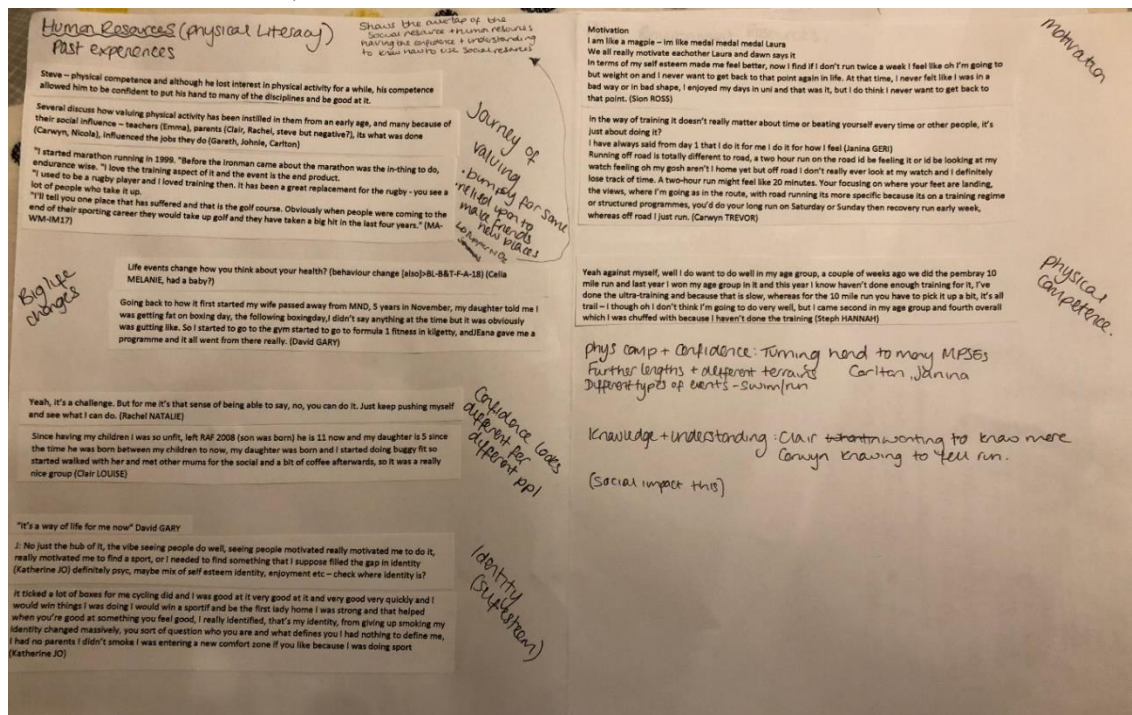 Human Resources (physical Literacy)
Past experiences
Shows the overlap of the
Social resource + human resources
having the confidence + understanding
to know how to use Social resources
Steve – physical competence and although he lost interest in physical activity for a while, his competence
allowed him to be confident to put his hand to many of the disciplines and be good at it.
Several discuss how valuing physical activity has been instilled in them from an early age, and many because of
their social influence – teachers (Emma), parents (Clair, Rachel, steve but negative?), its what was done
(Carwyn, Nicola), influenced the jobs they do (Gareth, Johnie, Carlton)
"I started marathon running in 1999. "Before the Ironman came about the marathon was the in-thing to do,
endurance wise. "I love the training aspect of it and the event is the end product.
"I used to be a rugby player and I loved training then. It has been a great replacement for the rugby - you see a
lot of people who take it up.
"I'll tell you one place that has suffered and that is the golf course. Obviously when people were coming to the
end of their sporting career they would take up golf and they have taken a big hit in the last four years." (MA-
WM-IM17)
Journey of
valuing
· bumpy for some
· relied upon to
make friends
new places
Big life
changes
Life events change how you think about your health? (behaviour change [also]>BL-B&T-F-A-18) (Celia
MELANIE, had a baby?)
Going back to how it first started my wife passed away from MND, 5 years in November, my daughter told me I
was getting fat on boxing day, the following boxingday,I didn't say anything at the time but it was obviously
was gutting like. So I started to go to the gym started to go to formula 1 fitness in kilgetty, andJEana gave me a
programme and it all went from there really. (David GARY)
Yeah, it's a challenge. But for me it's that sense of being able to say, no, you can do it. Just keep pushing myself
and see what I can do. (Rachel NATALIE)
Since having my children I was so unfit, left RAF 2008 (son was born) he is 11 now and my daughter is 5 since
the time he was born between my children to now, my daughter was born and I started doing buggy fit so
started walked with her and met other mums for the social and a bit of coffee afterwards, so it was a really
nice group (Clair LOUISE)
Confidence looks
different for
different ppl
"It's a way of life for me now" David GARY
J: No just the hub of it, the vibe seeing people do well, seeing people motivated really motivated me to do it,
really motivated me to find a sport, or I needed to find something that I suppose filled the gap in identity
(Katherine JO) definitely psyc, maybe mix of self esteem identity, enjoyment etc – check where identity is?
It ticked a lot of boxes for me cycling did and I was good at it very good at and very good very quickly and I
would win things I was doing I would win a sportif and be the first lady home I was strong and that helped
when you're good at something you feel good, I really identified, that's my identity, from giving up smoking my
identity changed massively, you sort of question who you are and what defines you I had nothing to define me,
I had no parents I didn't smoke I was entering a new comfort zone if you like because I was doing sport
(Katherine JO)
Identity
Motivation
I am like a magpie – Im like medal medal medal Laura
We all really motivate eachother Laura and dawn says it
In terms of my self esteem made me feel better, now I find if I don't run twice a week I feel like oh I'm going to
but weight on and I never want to get back to that point again in life. At that time, I never felt like I was in a
bad way or in bad shape, I enjoyed my days in uni and that was it, but I do think I never want to get back to
that point. (Sion ROSS)
In the way of training it doesn't really matter about time or beating yourself every time or other people, it's
just about doing it?
I have always said from day 1 that I do it for me I do it for how I feel (Janina GERI)
Running off road is totally different to road, a two hour run on the road id be feeling it or id be looking at my
watch feeling oh my gosh aren't I home yet but off road I don't really ever look at my watch and I definitely
lose track of time. A two-hour run might feel like 20 minutes. Your focusing on where your feet are landing,
the views, where I'm going as in the route, with road running its more specific because its on a training regime
or structured programmes, you'd do your long run on Saturday or Sunday then recovery run early week,
whereas off road I just run. (Carwyn TREVOR)
Motivation
Yeah against myself, well I do want to do well in my age group, a couple of weeks ago we did the pembray 10
mile run and last year I won my age group in it and this year I know haven't done enough training for it, I've
done the ultra-training and because that is slow, whereas for the 10 mile run you have to pick it up a bit, it's all
trail – I though oh I don't think I'm going to do very well, but I came second in my age group and fourth overall
which I was chuffed with because I haven't done the training (Steph HANNAH)
Physical
competence.
phys comp + confidence: Turning hand to many MPSEs
Further lengths + different terrains Carlton, Janina
Different types of events - swim/run
Knowledge + understanding: Clair wanting to know more
Carwyn knowing to fell run.
(Social impact this)